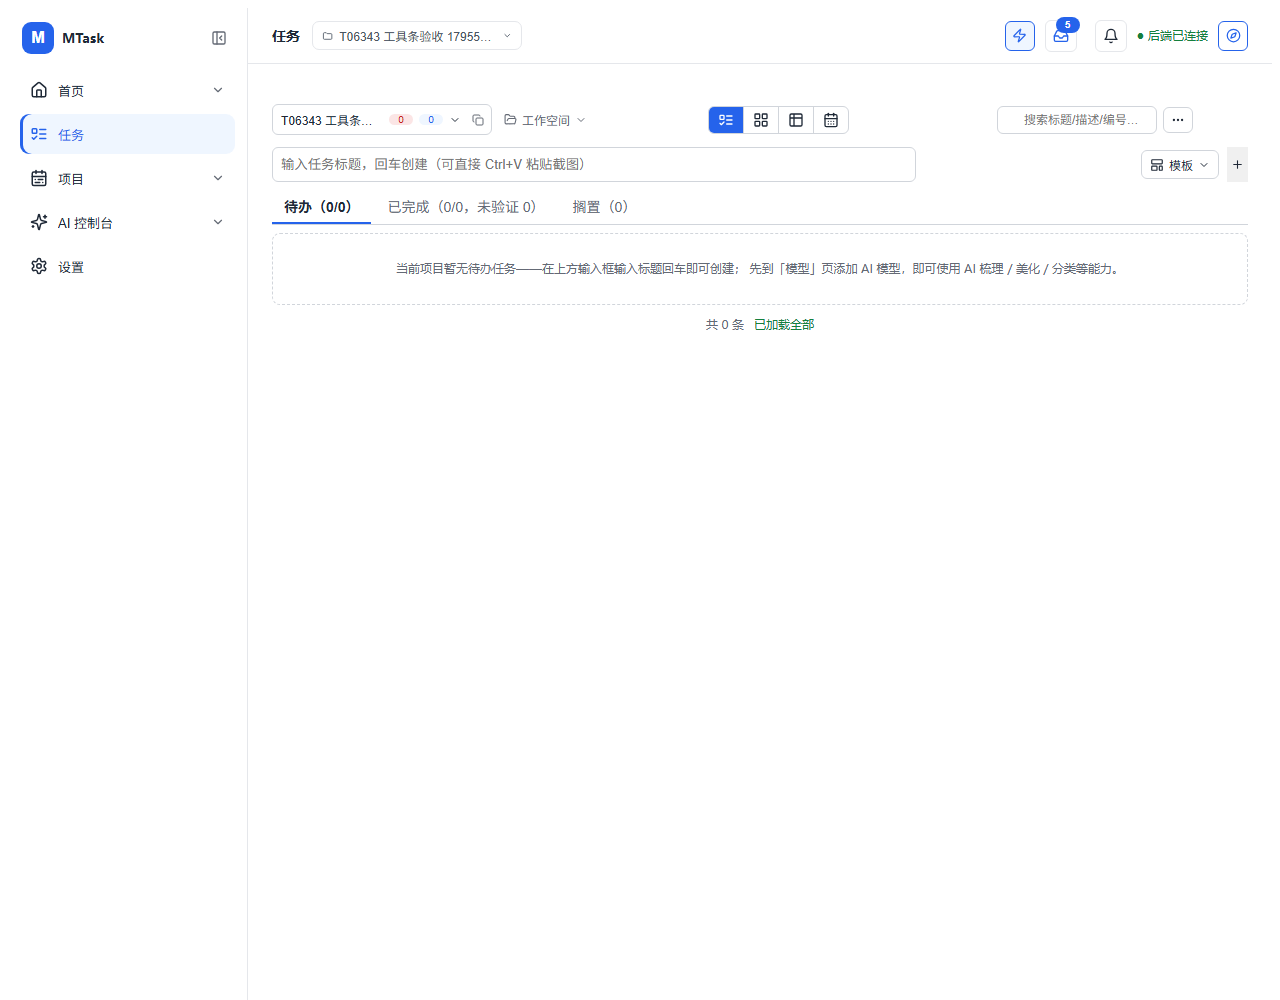 M MTask
首页
任务
项目
AI 控制台
设置
任务 T06343 工具条验收 17955... 5 后端已连接
T06343 工具条... 0 0 工作空间 搜索标题/描述/编号...
输入任务标题，回车创建（可直接 Ctrl+V 粘贴截图） 模板 +
待办（0/0） 已完成（0/0，未验证 0） 搁置（0）
当前项目暂无待办任务——在上方输入框输入标题回车即可创建； 先到「模型」页添加 AI 模型，即可使用 AI 梳理 / 美化 / 分类等能力。
共 0 条 已加载全部